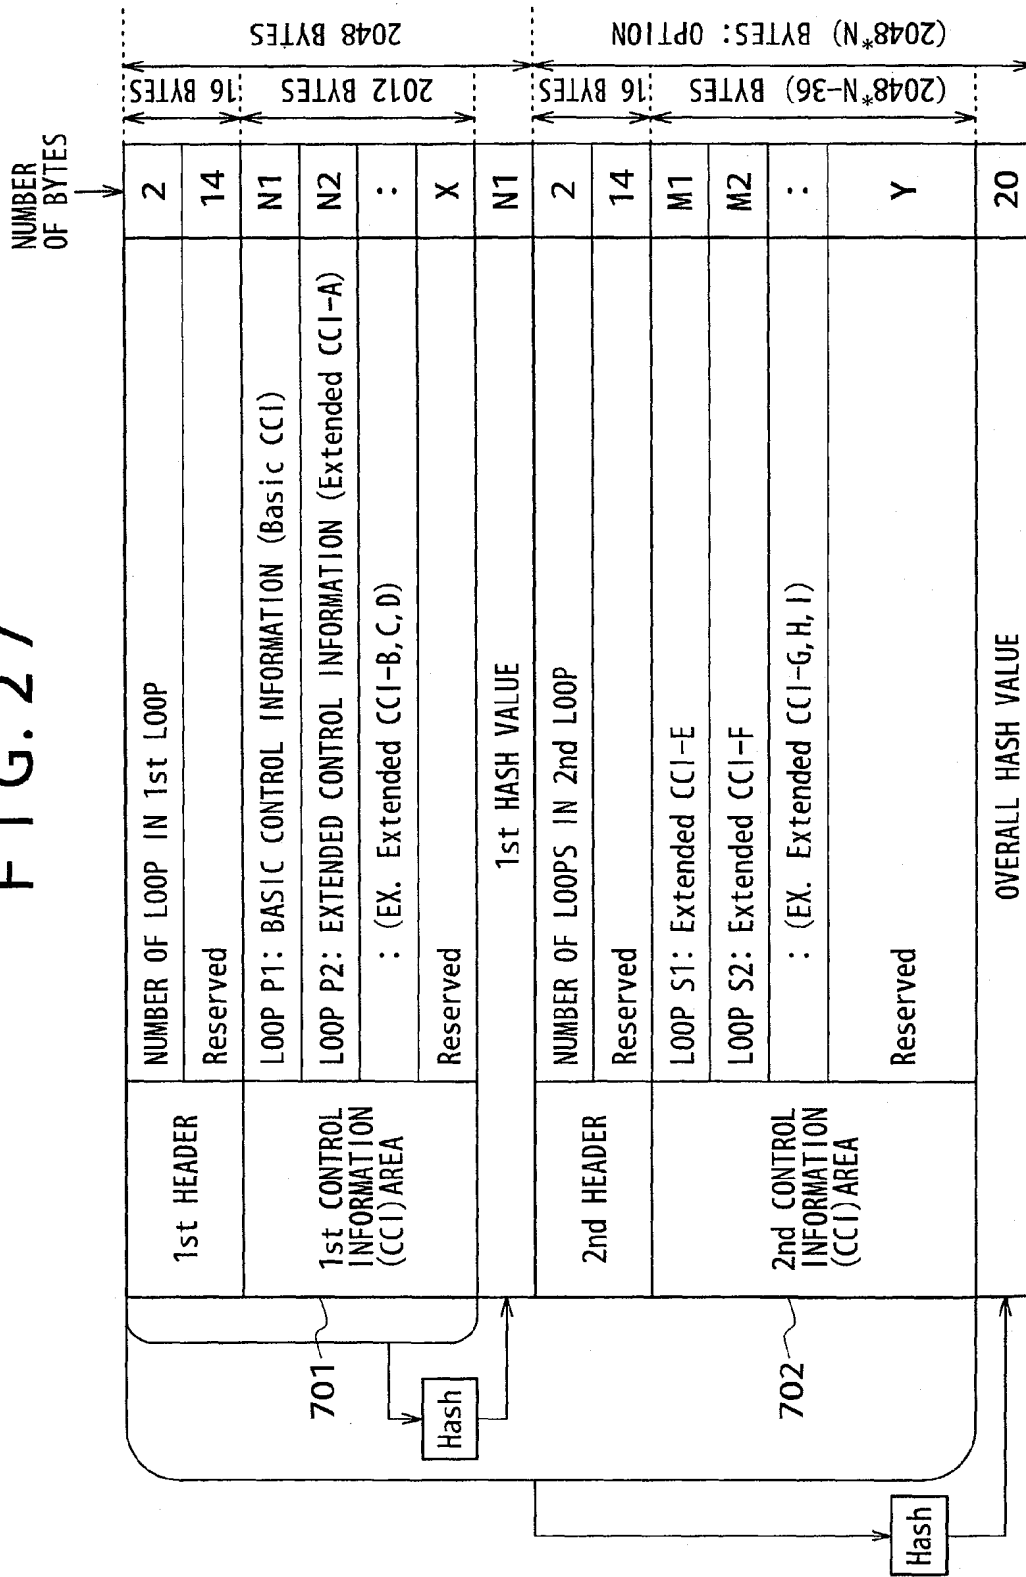 FIG. 27
NUMBER
OF BYTES
1st HEADER
NUMBER OF LOOP IN 1st LOOP
2
Reserved
14
16 BYTES
1st CONTROL
INFORMATION
(CCI)AREA
LOOP P1: BASIC CONTROL INFORMATION (Basic CCI)
N1
LOOP P2: EXTENDED CONTROL INFORMATION (Extended CCI-A)
N2
: (EX. Extended CCI-B,C,D)
:
Reserved
X
2012 BYTES
2048 BYTES
701
Hash
1st HASH VALUE
N1
2nd HEADER
NUMBER OF LOOPS IN 2nd LOOP
2
Reserved
14
16 BYTES
2nd CONTROL
INFORMATION
(CCI)AREA
LOOP S1: Extended CCI-E
M1
LOOP S2: Extended CCI-F
M2
: (EX. Extended CCI-G,H,I)
:
Reserved
Y
(2048*N-36) BYTES
(2048*N) BYTES: OPTION
702
Hash
OVERALL HASH VALUE
20